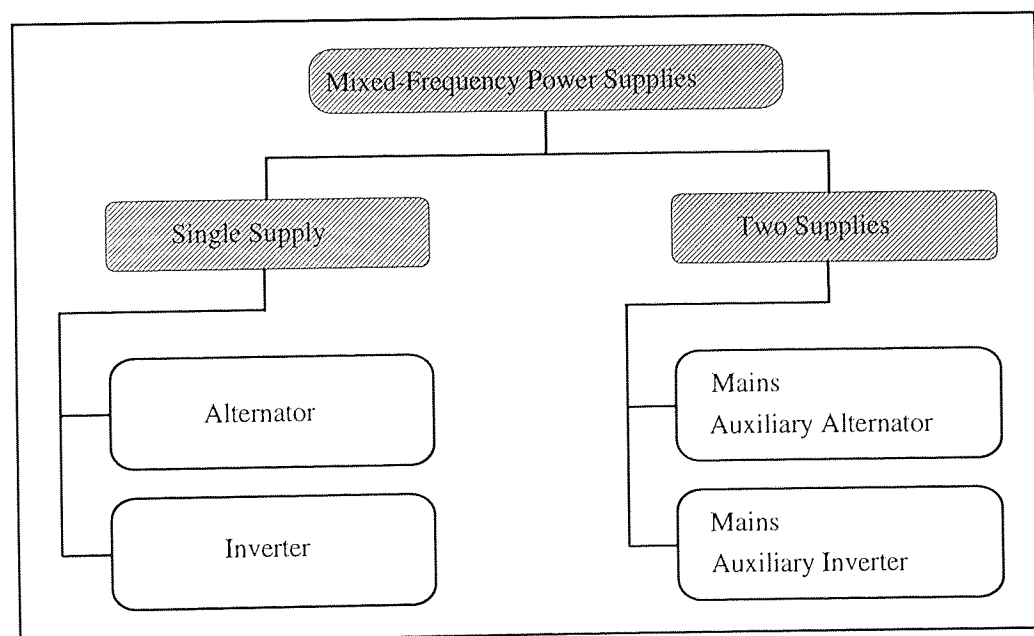 Mixed-Frequency Power Supplies
Single Supply
Two Supplies
Alternator
Inverter
Mains
Auxiliary Alternator
Mains
Auxiliary Inverter